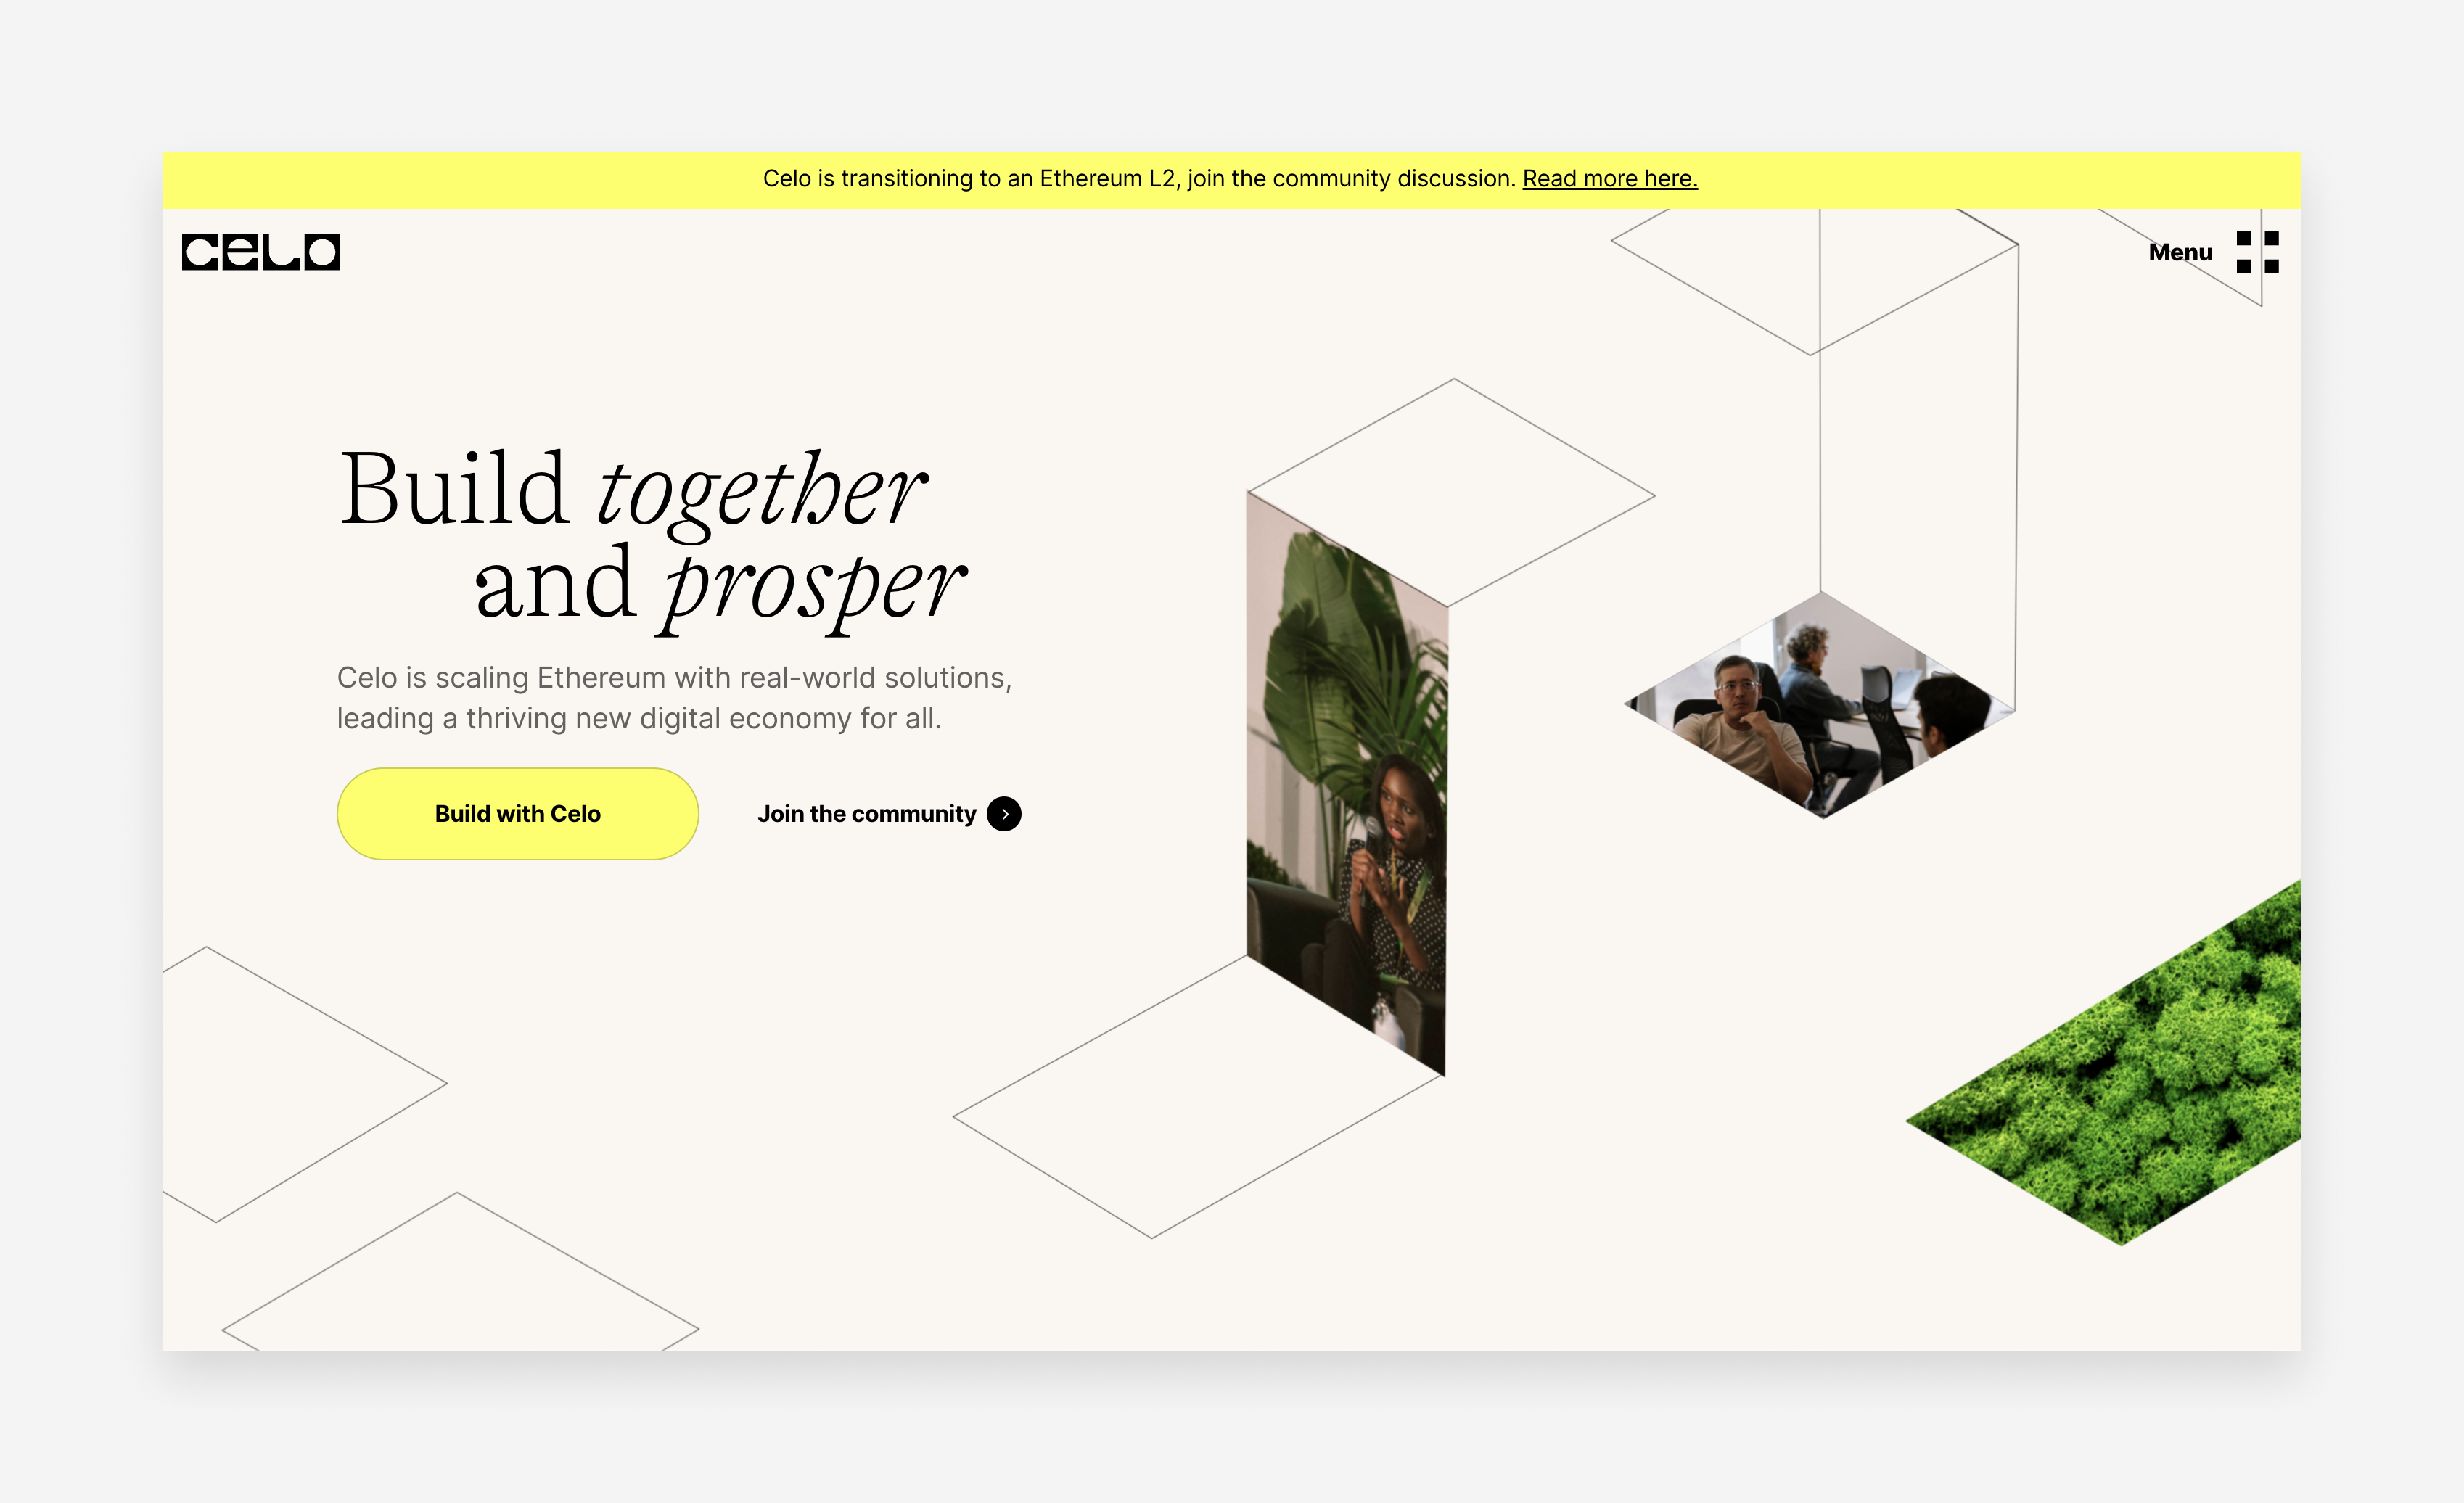 Celo is transitioning to an Ethereum L2, join the community discussion. Read more here.
CELO
Menu
Build together
and prosper
Celo is scaling Ethereum with real-world solutions,
leading a thriving new digital economy for all.
Build with Celo
Join the community